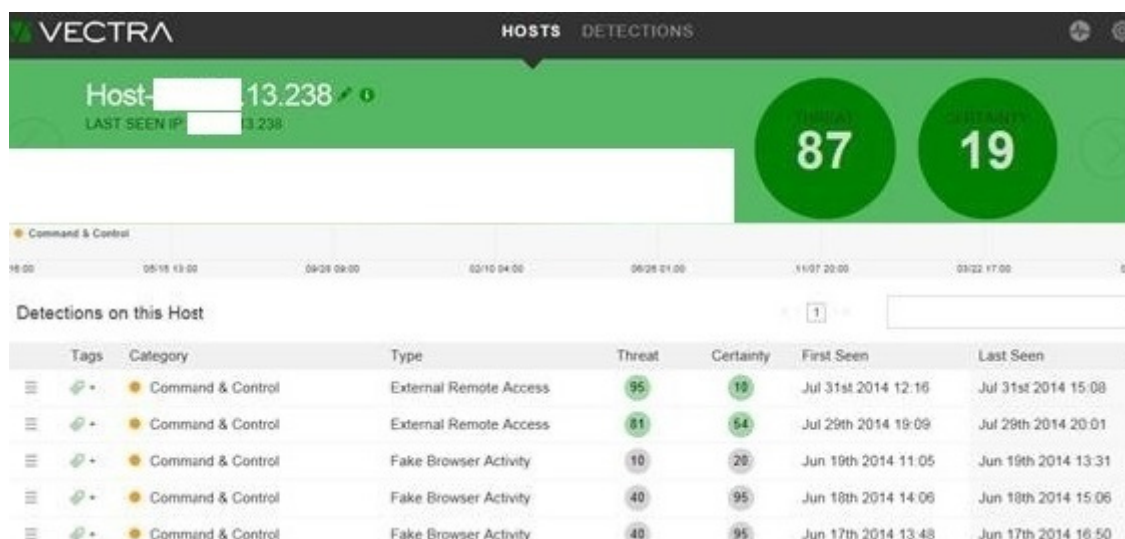 VECTRA
HOSTS DETECTIONS
Host- .13.238
LAST SEEN IP: 13.238
THREAT
87
CERTAINTY
19
Command & Control
16:00 05/16 13:00 09/28 09:00 02/10 04:00 06/26 01:00 11/07 20:00 03/22 17:00
Detections on this Host
1
Tags Category Type Threat Certainty First Seen Last Seen
Command & Control External Remote Access 95 10 Jul 31st 2014 12:16 Jul 31st 2014 15:08
Command & Control External Remote Access 81 54 Jul 29th 2014 19:09 Jul 29th 2014 20:01
Command & Control Fake Browser Activity 10 20 Jun 19th 2014 11:05 Jun 19th 2014 13:31
Command & Control Fake Browser Activity 40 95 Jun 18th 2014 14:06 Jun 18th 2014 15:06
Command & Control Fake Browser Activity 40 95 Jun 17th 2014 13:48 Jun 17th 2014 16:50